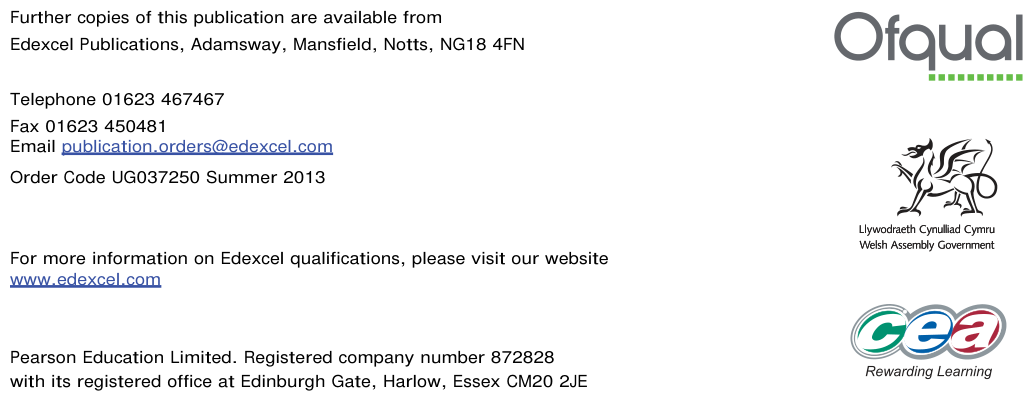 Further copies of this publication are available from
Edexcel Publications, Adamsway, Mansfield, Notts, NG18 4FN
Telephone 01623 467467
Fax 01623 450481
Email publication.orders@edexcel.com
Order Code UG037250 Summer 2013
For more information on Edexcel qualifications, please visit our website
www.edexcel.com
Pearson Education Limited. Registered company number 872828
with its registered office at Edinburgh Gate, Harlow, Essex CM20 2JE
Ofqual
Llywodraeth Cynulliad Cymru
Welsh Assembly Government
cea
Rewarding Learning